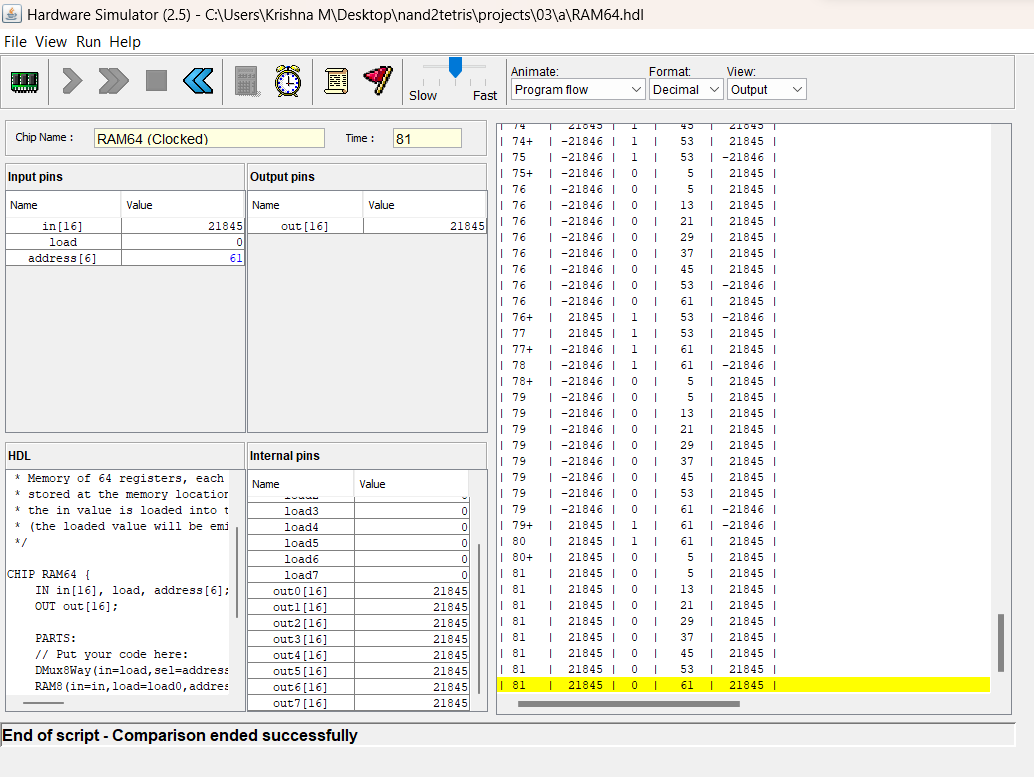 Hardware Simulator (2.5) - C:\Users\Krishna M\Desktop\nand2tetris\projects\03\a\RAM64.hdl
File View Run Help
Slow Fast
Animate: Format: View:
Program flow Decimal Output
Chip Name : RAM64 (Clocked) Time : 81
Input pins
Name Value
in[16] 21845
load 0
address[6] 61
Output pins
Name Value
out[16] 21845
HDL
* Memory of 64 registers, each
* stored at the memory location
* the in value is loaded into t
* (the loaded value will be emi
*/
CHIP RAM64 {
IN in[16], load, address[6];
OUT out[16];
PARTS:
// Put your code here:
DMux8Way(in=load,sel=address
RAM8(in=in,load=load0,addres
Internal pins
Name Value
load2 0
load3 0
load4 0
load5 0
load6 0
load7 0
out0[16] 21845
out1[16] 21845
out2[16] 21845
out3[16] 21845
out4[16] 21845
out5[16] 21845
out6[16] 21845
out7[16] 21845
| 74 | 21845 | 1 | 45 | 21845 |
| 74+ | -21846 | 1 | 53 | 21845 |
| 75 | -21846 | 1 | 53 | -21846 |
| 75+ | -21846 | 0 | 5 | 21845 |
| 76 | -21846 | 0 | 5 | 21845 |
| 76 | -21846 | 0 | 13 | 21845 |
| 76 | -21846 | 0 | 21 | 21845 |
| 76 | -21846 | 0 | 29 | 21845 |
| 76 | -21846 | 0 | 37 | 21845 |
| 76 | -21846 | 0 | 45 | 21845 |
| 76 | -21846 | 0 | 53 | -21846 |
| 76 | -21846 | 0 | 61 | 21845 |
| 76+ | 21845 | 1 | 53 | -21846 |
| 77 | 21845 | 1 | 53 | 21845 |
| 77+ | -21846 | 1 | 61 | 21845 |
| 78 | -21846 | 1 | 61 | -21846 |
| 78+ | -21846 | 0 | 5 | 21845 |
| 79 | -21846 | 0 | 5 | 21845 |
| 79 | -21846 | 0 | 13 | 21845 |
| 79 | -21846 | 0 | 21 | 21845 |
| 79 | -21846 | 0 | 29 | 21845 |
| 79 | -21846 | 0 | 37 | 21845 |
| 79 | -21846 | 0 | 45 | 21845 |
| 79 | -21846 | 0 | 53 | 21845 |
| 79 | -21846 | 0 | 61 | -21846 |
| 79+ | 21845 | 1 | 61 | -21846 |
| 80 | 21845 | 1 | 61 | 21845 |
| 80+ | 21845 | 0 | 5 | 21845 |
| 81 | 21845 | 0 | 5 | 21845 |
| 81 | 21845 | 0 | 13 | 21845 |
| 81 | 21845 | 0 | 21 | 21845 |
| 81 | 21845 | 0 | 29 | 21845 |
| 81 | 21845 | 0 | 37 | 21845 |
| 81 | 21845 | 0 | 45 | 21845 |
| 81 | 21845 | 0 | 53 | 21845 |
| 81 | 21845 | 0 | 61 | 21845 |
End of script - Comparison ended successfully